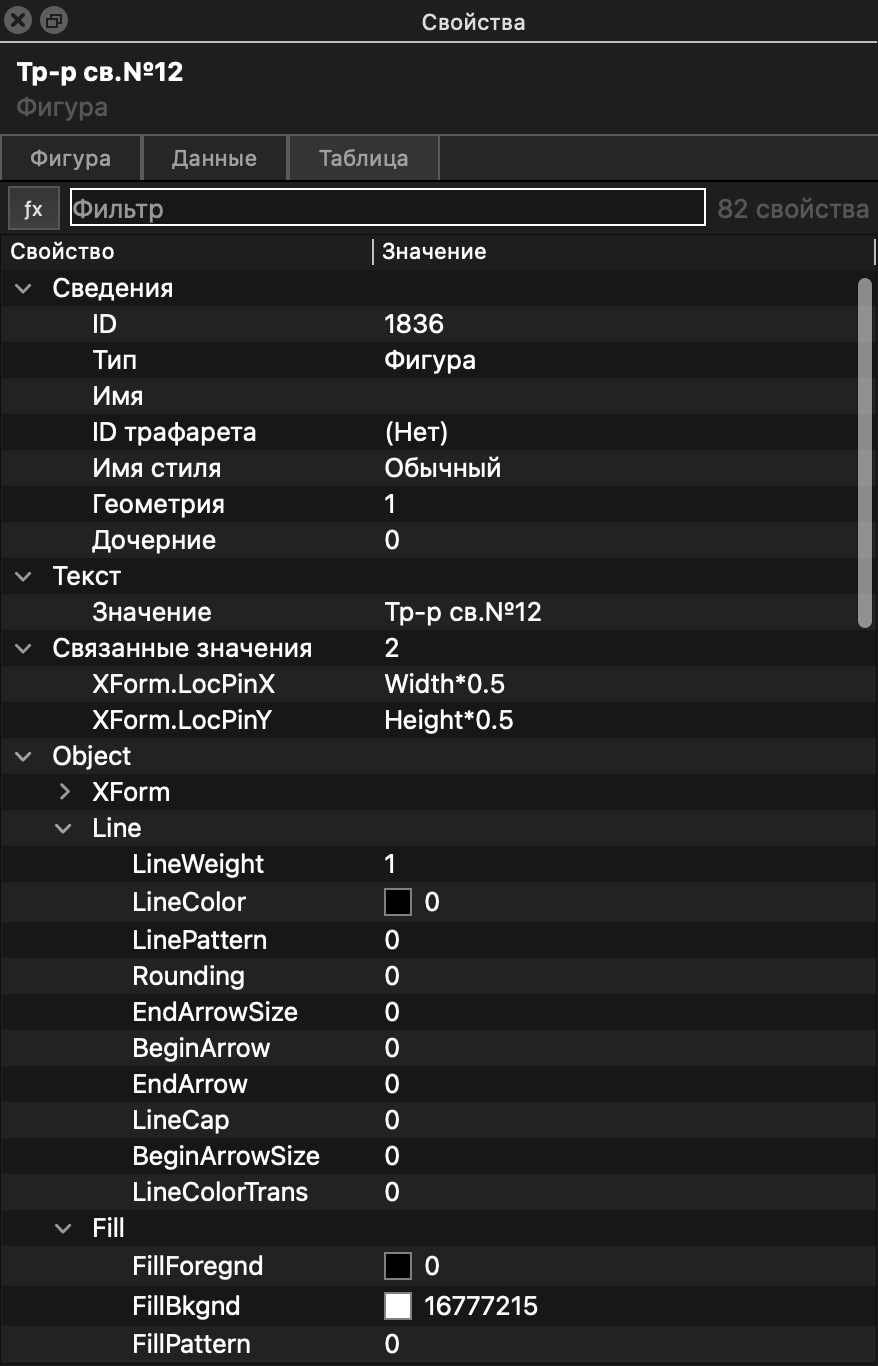 Свойства
Тр-р св.№12
Фигура
Фигура Данные Таблица
ƒx Фильтр 82 свойства
Свойство Значение
Сведения
ID 1836
Тип Фигура
Имя
ID трафарета (Нет)
Имя стиля Обычный
Геометрия 1
Дочерние 0
Текст
Значение Тр-р св.№12
Связанные значения 2
XForm.LocPinX Width*0.5
XForm.LocPinY Height*0.5
Object
XForm
Line
LineWeight 1
LineColor 0
LinePattern 0
Rounding 0
EndArrowSize 0
BeginArrow 0
EndArrow 0
LineCap 0
BeginArrowSize 0
LineColorTrans 0
Fill
FillForegnd 0
FillBkgnd 16777215
FillPattern 0